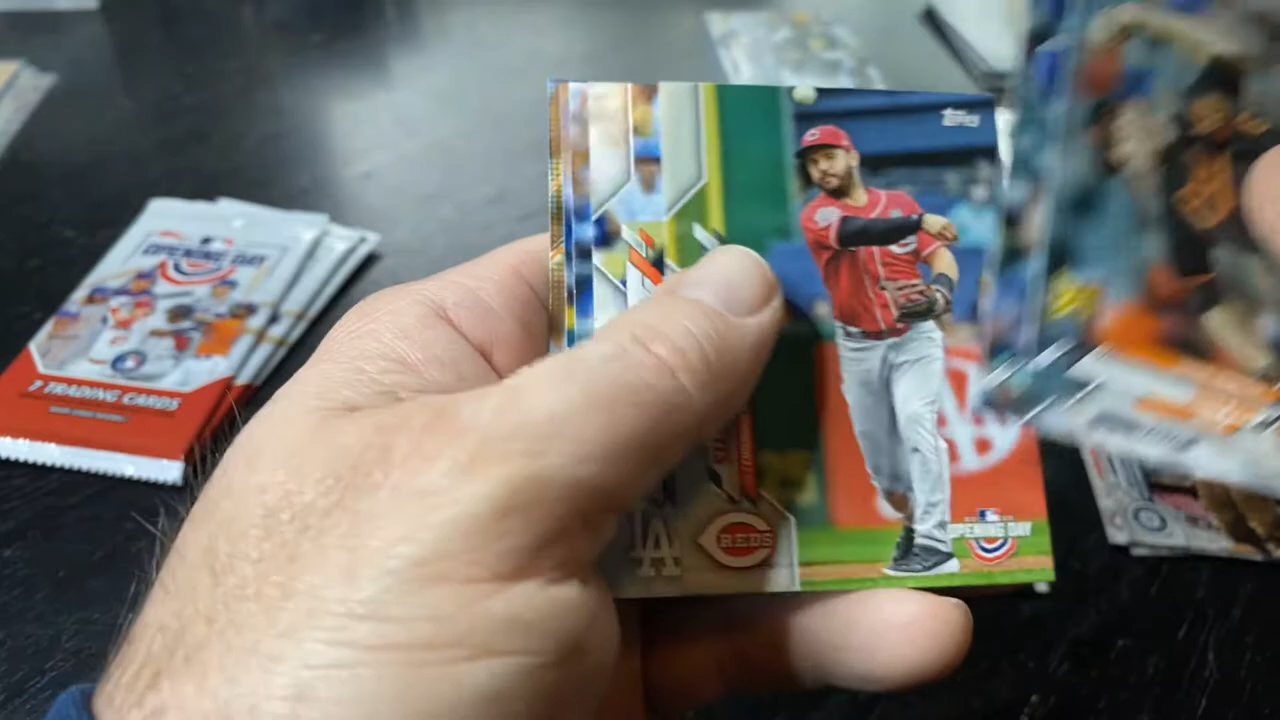 OPENING DAY
7 TRADING CARDS
Topps
REDS
C
LA
OPENING DAY